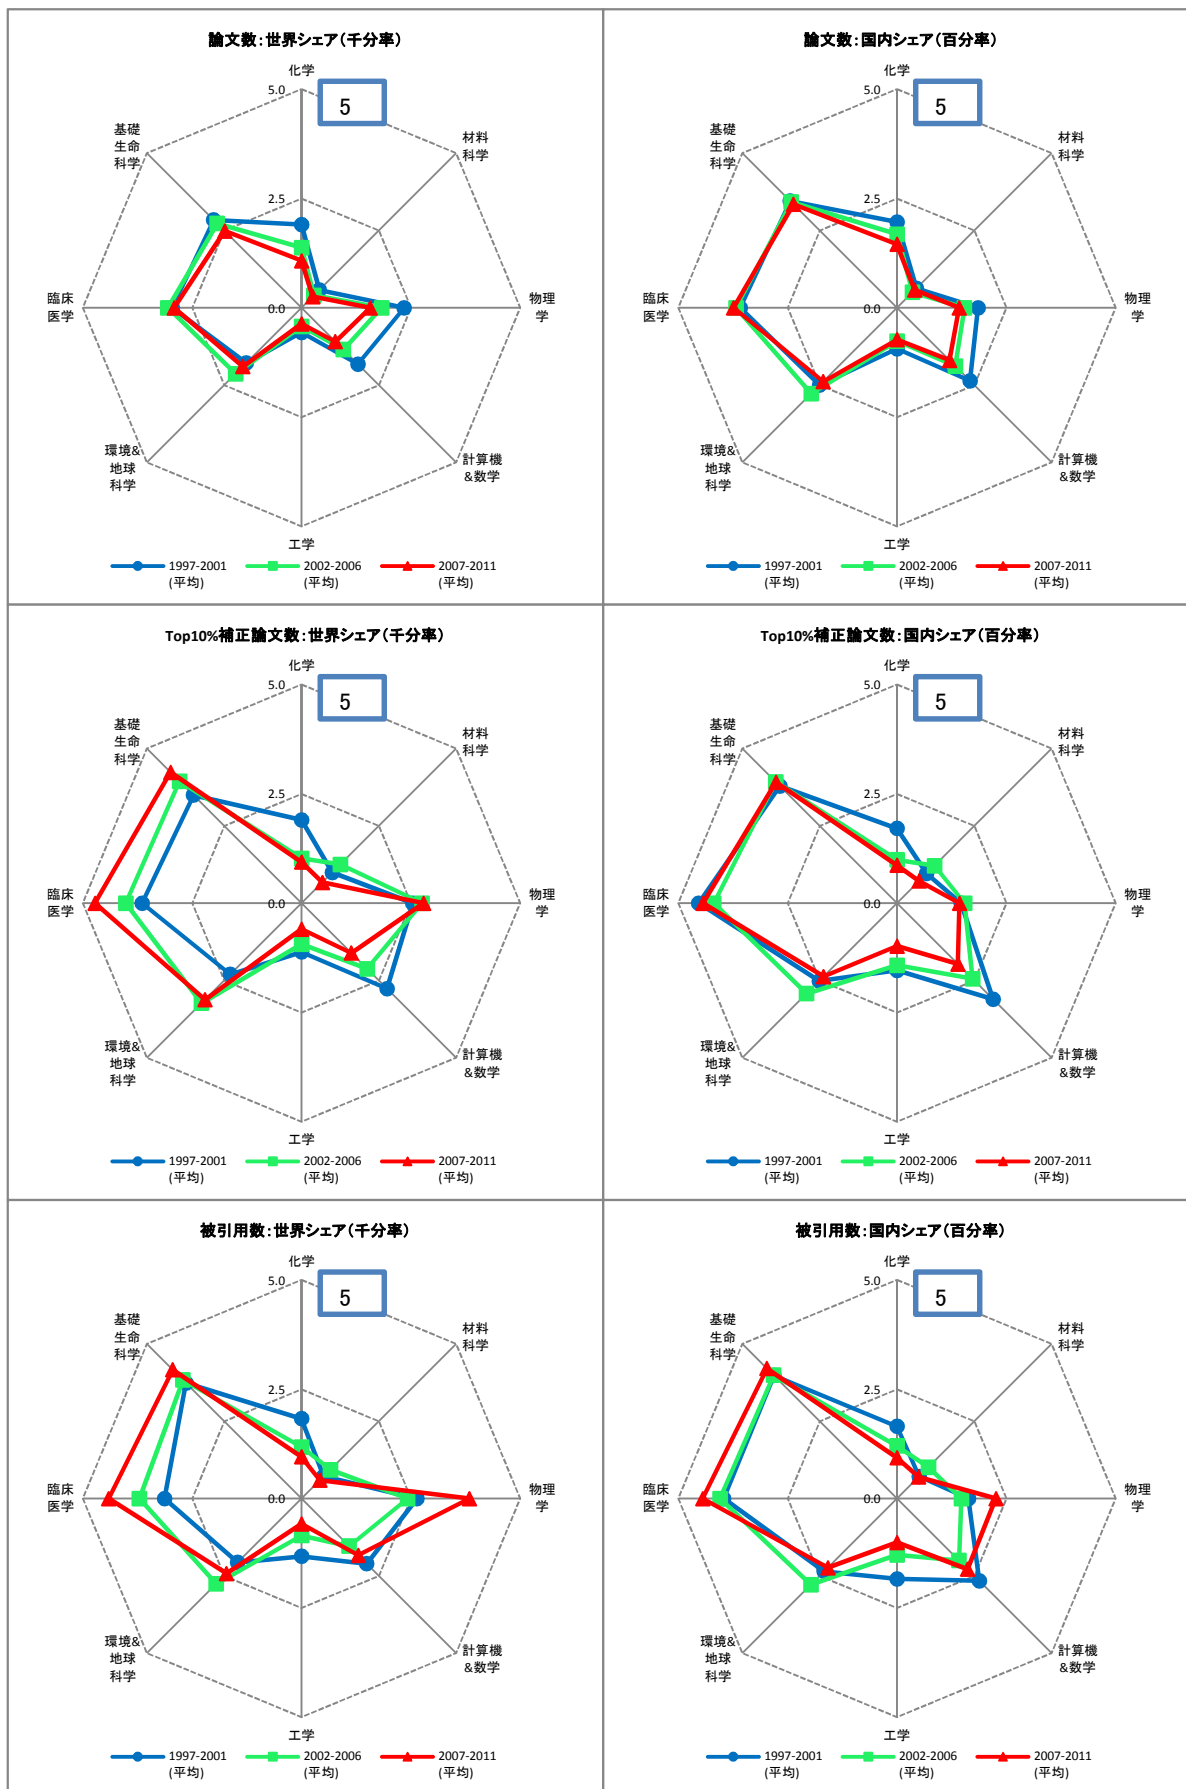 論文数：世界シェア（千分率）
化学
5.0
5
材料
科学
基礎
生命
科学
2.5
臨床
医学
0.0
物理
学
環境&
地球
科学
計算機
&数学
工学
1997-2001
(平均)
2002-2006
(平均)
2007-2011
(平均)
論文数：国内シェア（百分率）
化学
5.0
5
材料
科学
基礎
生命
科学
2.5
臨床
医学
0.0
物理
学
環境&
地球
科学
計算機
&数学
工学
1997-2001
(平均)
2002-2006
(平均)
2007-2011
(平均)
Top10%補正論文数：世界シェア（千分率）
化学
5.0
5
材料
科学
基礎
生命
科学
2.5
臨床
医学
0.0
物理
学
環境&
地球
科学
計算機
&数学
工学
1997-2001
(平均)
2002-2006
(平均)
2007-2011
(平均)
Top10%補正論文数：国内シェア（百分率）
化学
5.0
5
材料
科学
基礎
生命
科学
2.5
臨床
医学
0.0
物理
学
環境&
地球
科学
計算機
&数学
工学
1997-2001
(平均)
2002-2006
(平均)
2007-2011
(平均)
被引用数：世界シェア（千分率）
化学
5.0
5
材料
科学
基礎
生命
科学
2.5
臨床
医学
0.0
物理
学
環境&
地球
科学
計算機
&数学
工学
1997-2001
(平均)
2002-2006
(平均)
2007-2011
(平均)
被引用数：国内シェア（百分率）
化学
5.0
5
材料
科学
基礎
生命
科学
2.5
臨床
医学
0.0
物理
学
環境&
地球
科学
計算機
&数学
工学
1997-2001
(平均)
2002-2006
(平均)
2007-2011
(平均)